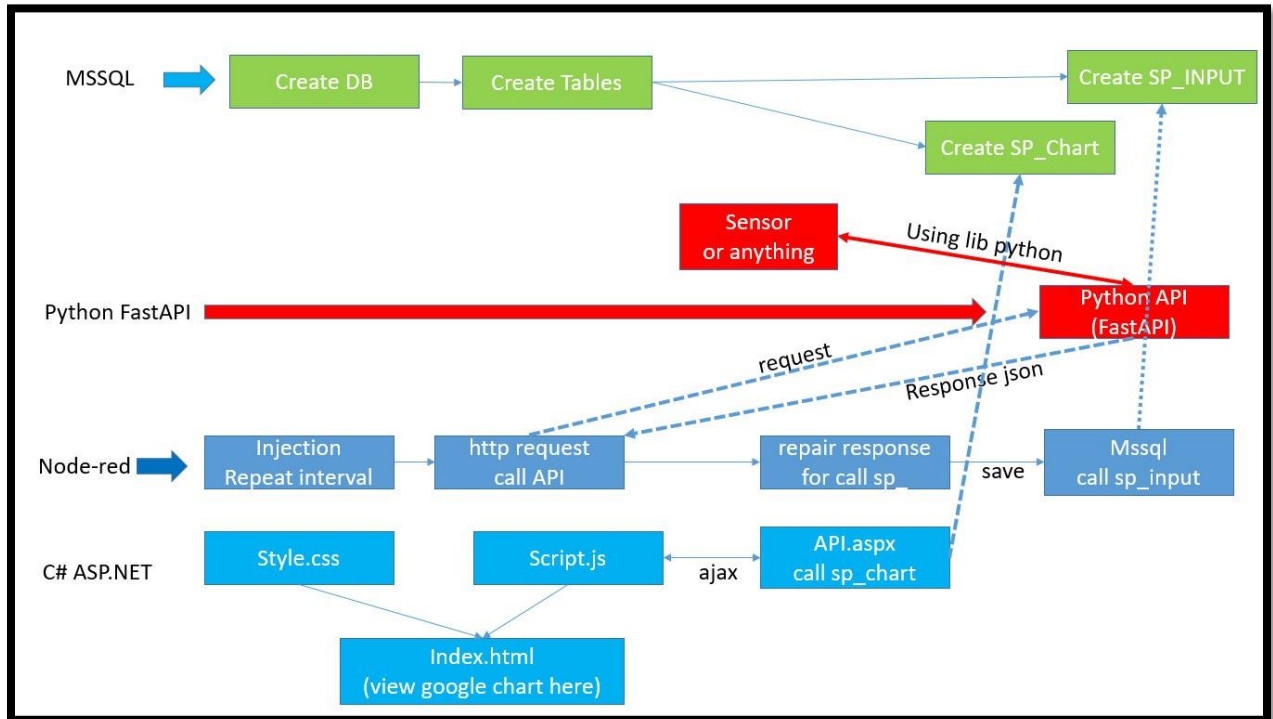 MSSQL
Create DB
Create Tables
Create SP_INPUT
Create SP_Chart
Sensor
or anything
Using lib python
Python FastAPI
Python API
(FastAPI)
request
Response json
Node-red
Injection
Repeat interval
http request
call API
repair response
for call sp_
save
Mssql
call sp_input
C# ASP.NET
Style.css
Script.js
ajax
API.aspx
call sp_chart
Index.html
(view google chart here)